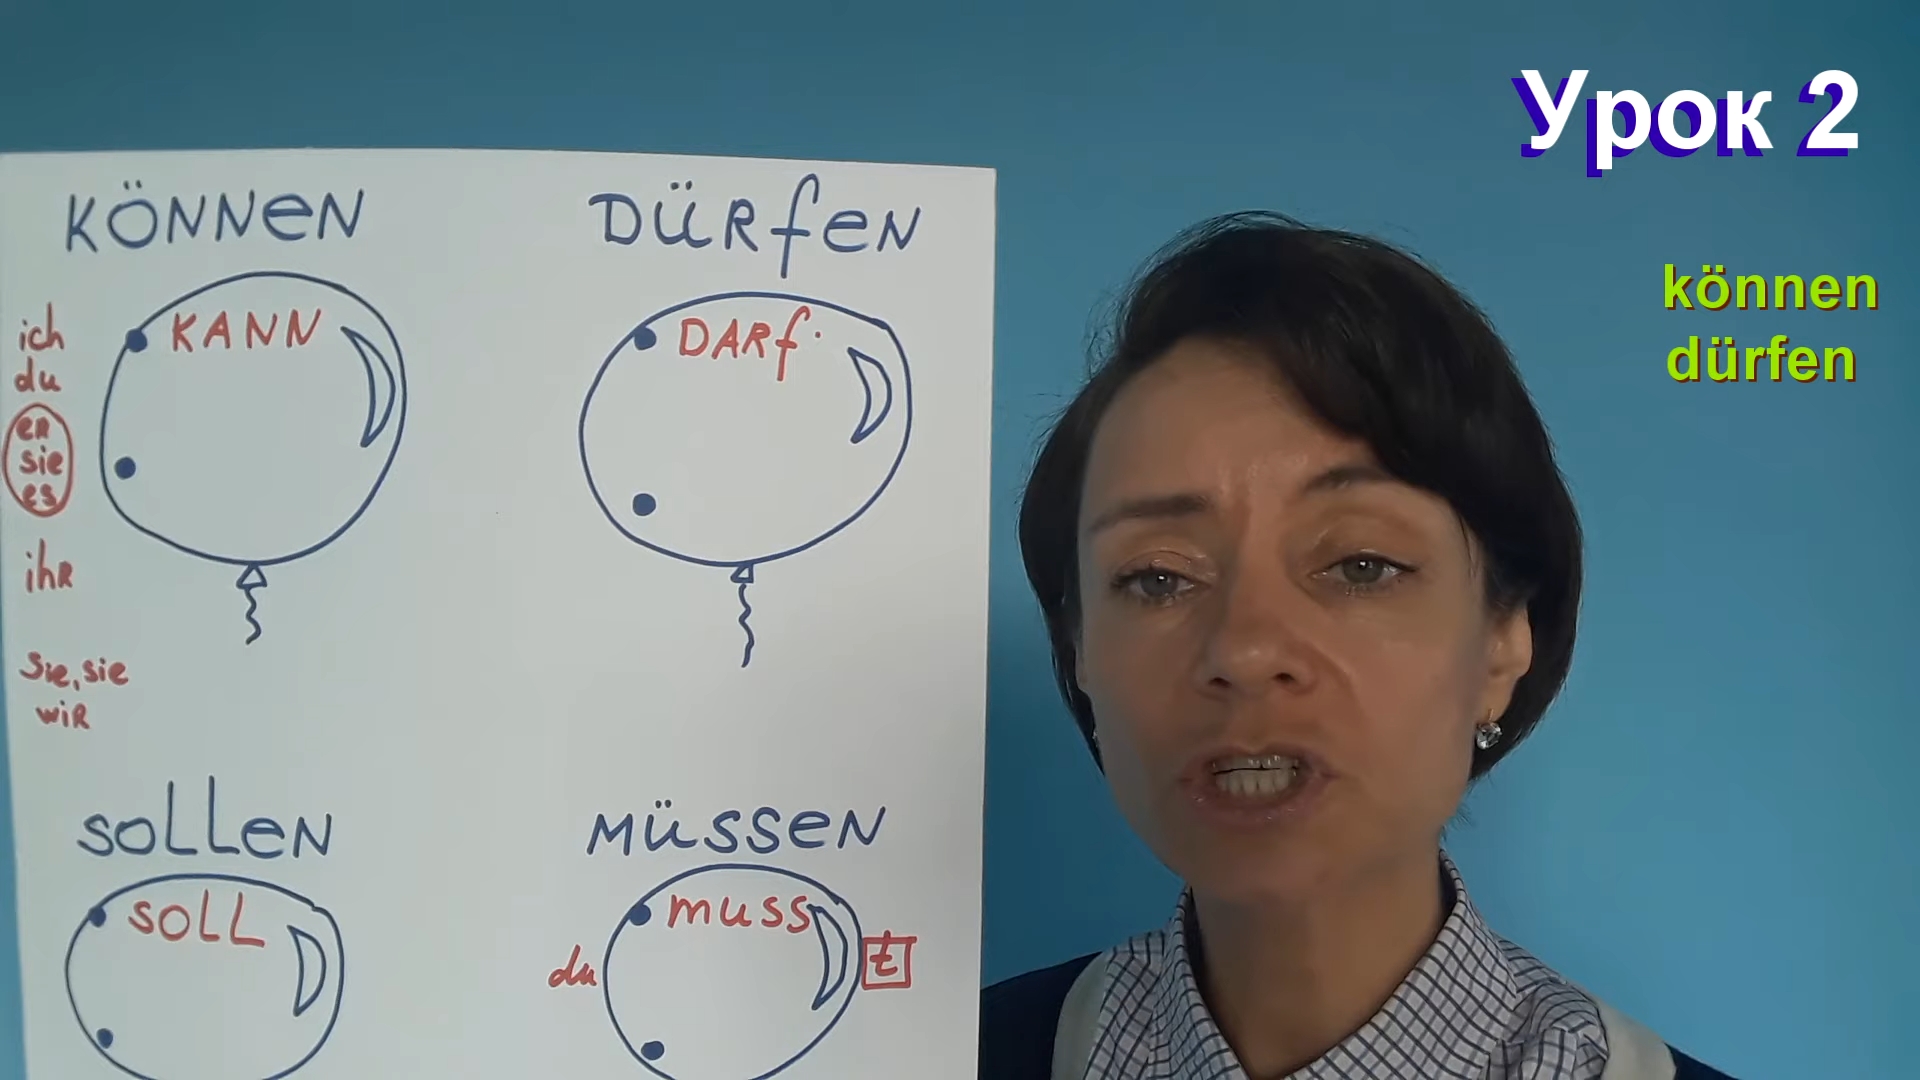 Урок 2
können
dürfen
KÖNNEN
DÜRfEN
ich
du
er
sie
es
ihr
Sie, sie
wir
KANN
DARf
SOLLEN
MÜSSEN
SOLL
muss
du
t